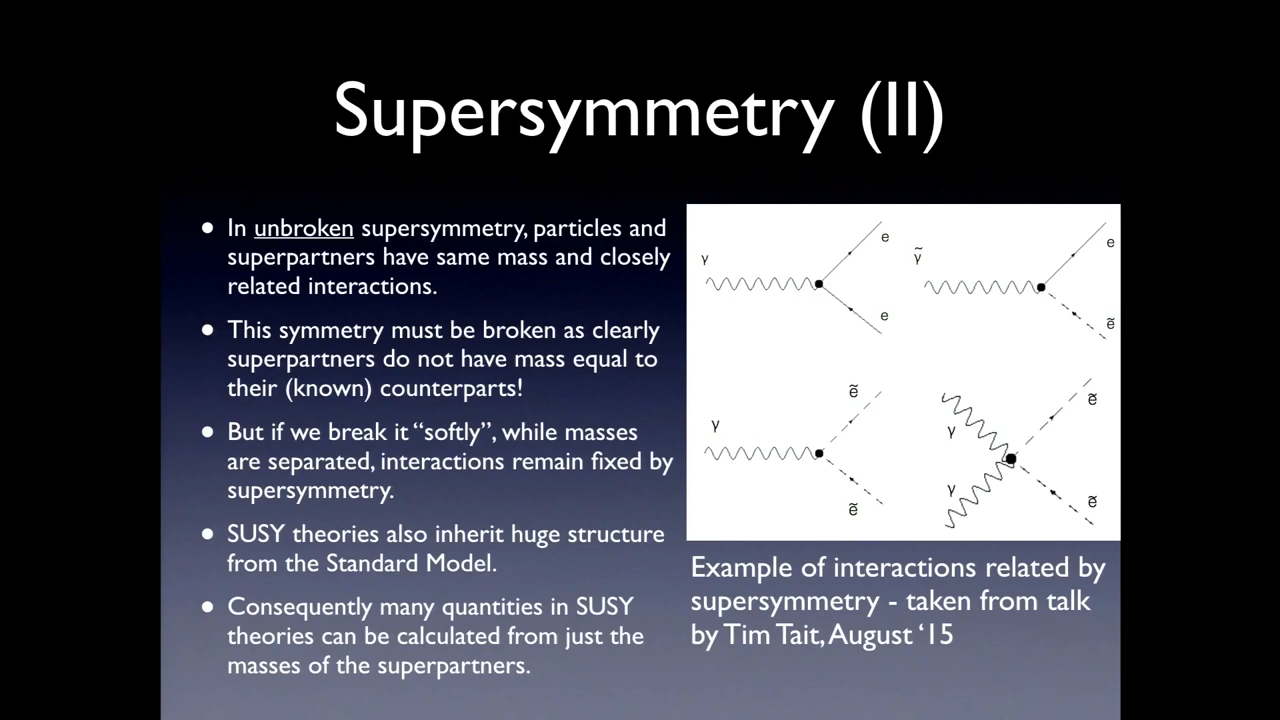 Supersymmetry (II)
• In unbroken supersymmetry, particles and
superpartners have same mass and closely
related interactions.
• This symmetry must be broken as clearly
superpartners do not have mass equal to
their (known) counterparts!
• But if we break it “softly”, while masses
are separated, interactions remain fixed by
supersymmetry.
• SUSY theories also inherit huge structure
from the Standard Model.
• Consequently many quantities in SUSY
theories can be calculated from just the
masses of the superpartners.
γ
e
e
γ̃
e
ẽ
γ
ẽ
ẽ
γ
γ
ẽ
ẽ
Example of interactions related by
supersymmetry - taken from talk
by Tim Tait, August ‘15